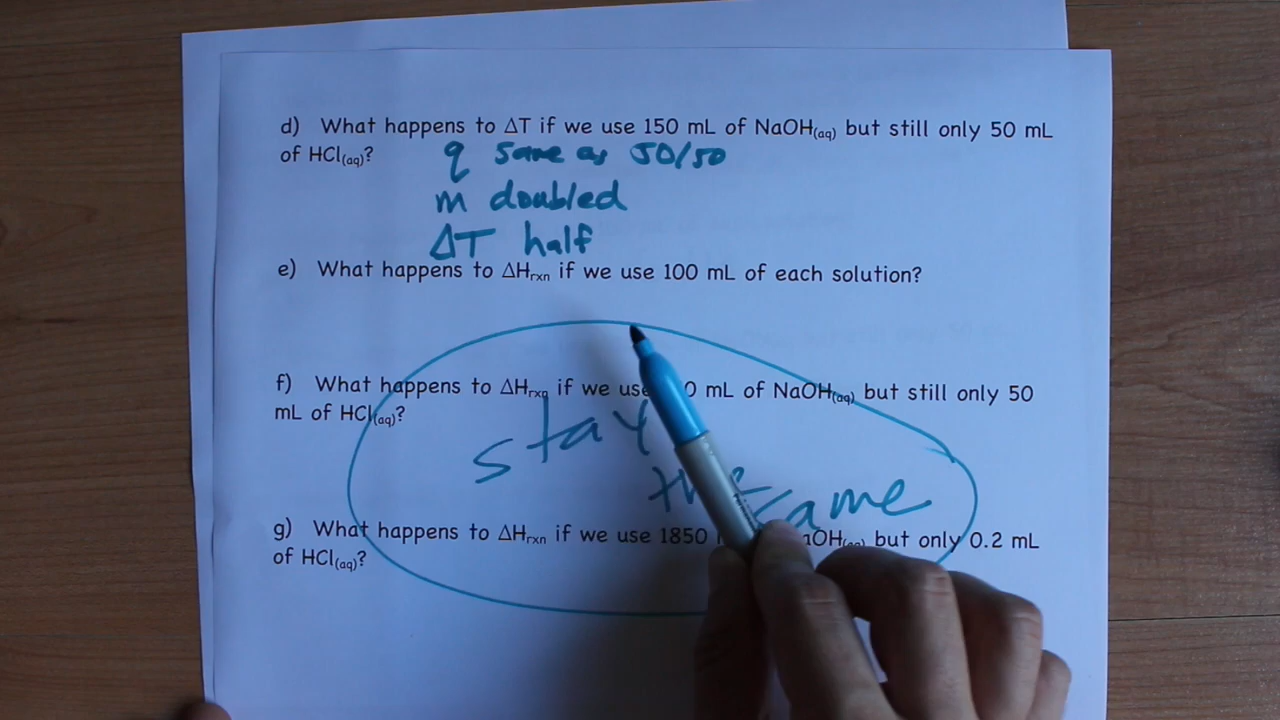 d) What happens to ΔT if we use 150 mL of NaOH(aq) but still only 50 mL
of HCl(aq)?
q same as 50/50
m doubled
ΔT half
e) What happens to ΔHrxn if we use 100 mL of each solution?
f) What happens to ΔHrxn if we use mL of NaOH(aq) but still only 50
mL of HCl(aq)?
stay
the same
g) What happens to ΔHrxn if we use 1850 but only 0.2 mL
of HCl(aq)?